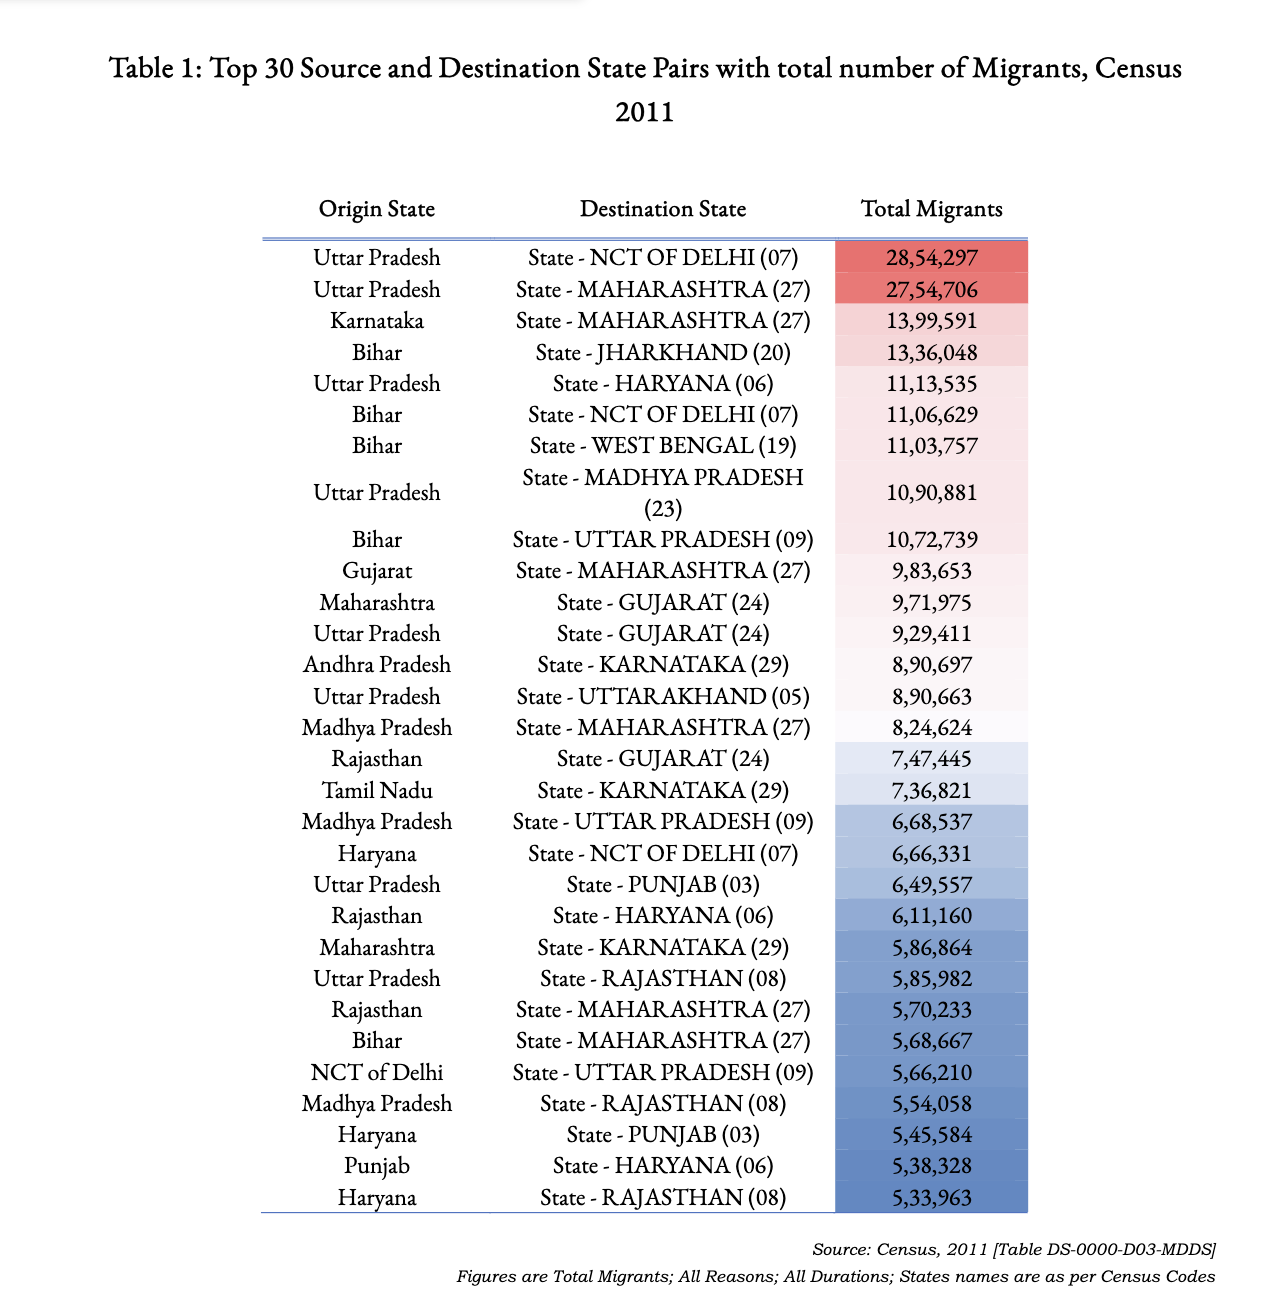 Table 1: Top 30 Source and Destination State Pairs with total number of Migrants, Census
2011
Origin State Destination State Total Migrants
Uttar Pradesh State - NCT OF DELHI (07) 28,54,297
Uttar Pradesh State - MAHARASHTRA (27) 27,54,706
Karnataka State - MAHARASHTRA (27) 13,99,591
Bihar State - JHARKHAND (20) 13,36,048
Uttar Pradesh State - HARYANA (06) 11,13,535
Bihar State - NCT OF DELHI (07) 11,06,629
Bihar State - WEST BENGAL (19) 11,03,757
Uttar Pradesh State - MADHYA PRADESH
(23) 10,90,881
Bihar State - UTTAR PRADESH (09) 10,72,739
Gujarat State - MAHARASHTRA (27) 9,83,653
Maharashtra State - GUJARAT (24) 9,71,975
Uttar Pradesh State - GUJARAT (24) 9,29,411
Andhra Pradesh State - KARNATAKA (29) 8,90,697
Uttar Pradesh State - UTTARAKHAND (05) 8,90,663
Madhya Pradesh State - MAHARASHTRA (27) 8,24,624
Rajasthan State - GUJARAT (24) 7,47,445
Tamil Nadu State - KARNATAKA (29) 7,36,821
Madhya Pradesh State - UTTAR PRADESH (09) 6,68,537
Haryana State - NCT OF DELHI (07) 6,66,331
Uttar Pradesh State - PUNJAB (03) 6,49,557
Rajasthan State - HARYANA (06) 6,11,160
Maharashtra State - KARNATAKA (29) 5,86,864
Uttar Pradesh State - RAJASTHAN (08) 5,85,982
Rajasthan State - MAHARASHTRA (27) 5,70,233
Bihar State - MAHARASHTRA (27) 5,68,667
NCT of Delhi State - UTTAR PRADESH (09) 5,66,210
Madhya Pradesh State - RAJASTHAN (08) 5,54,058
Haryana State - PUNJAB (03) 5,45,584
Punjab State - HARYANA (06) 5,38,328
Haryana State - RAJASTHAN (08) 5,33,963
Source: Census, 2011 [Table DS-0000-D03-MDDS]
Figures are Total Migrants; All Reasons; All Durations; States names are as per Census Codes